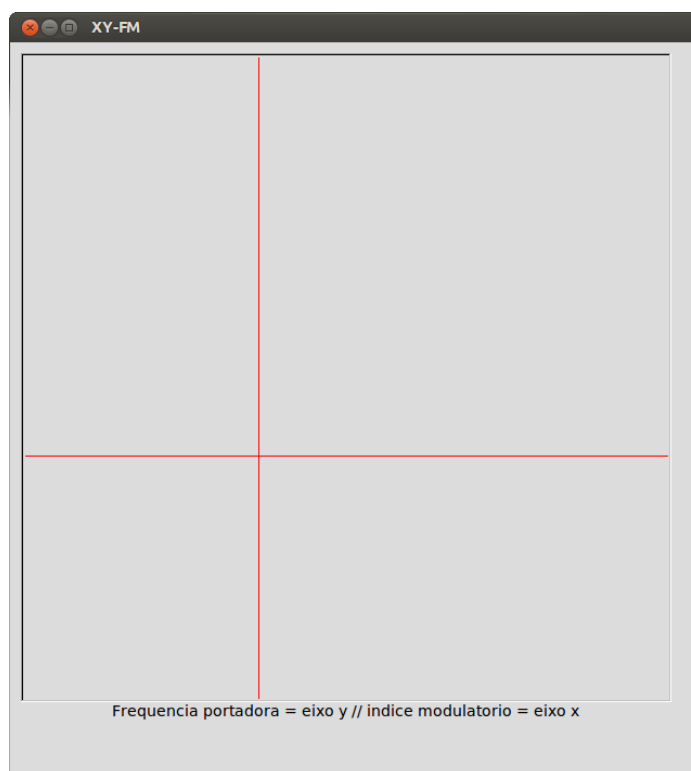 XY-FM
Frequencia portadora = eixo y // indice modulatorio = eixo x